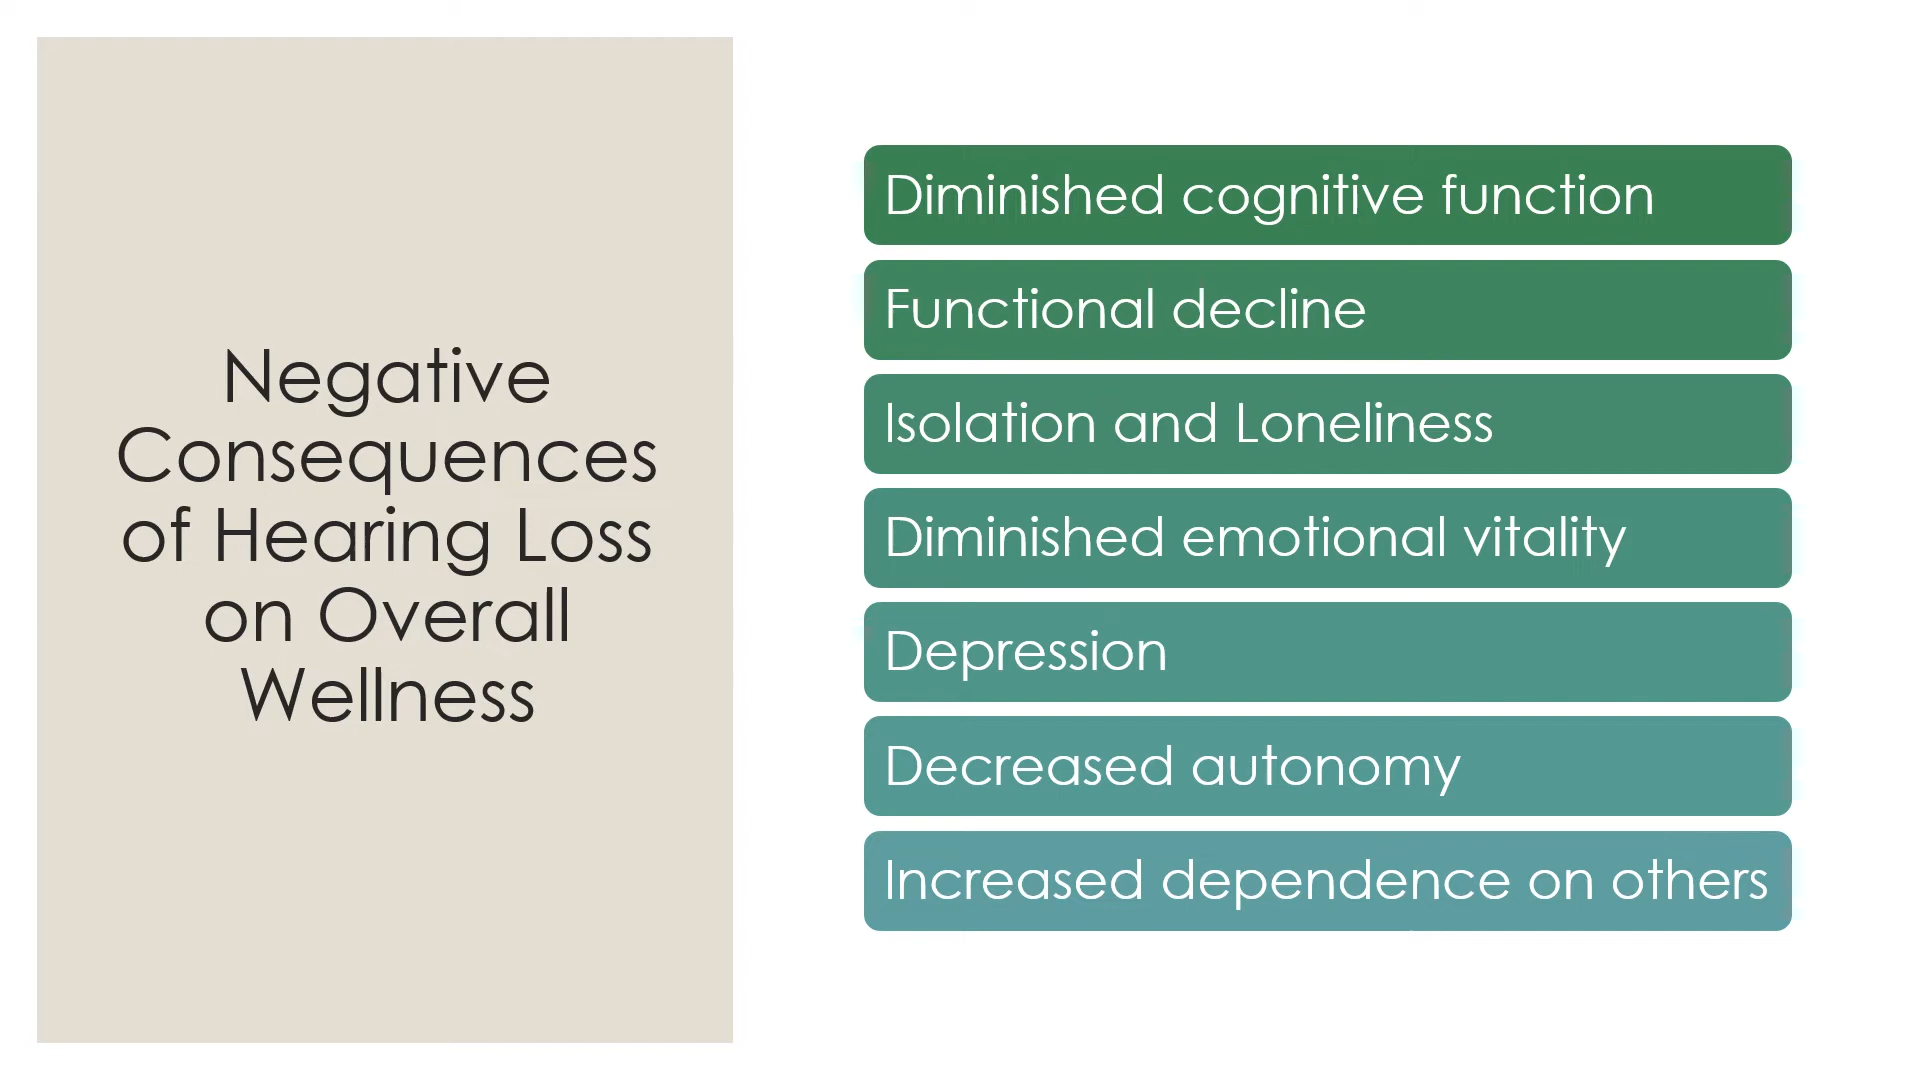 Negative
Consequences
of Hearing Loss
on Overall
Wellness
Diminished cognitive function
Functional decline
Isolation and Loneliness
Diminished emotional vitality
Depression
Decreased autonomy
Increased dependence on others